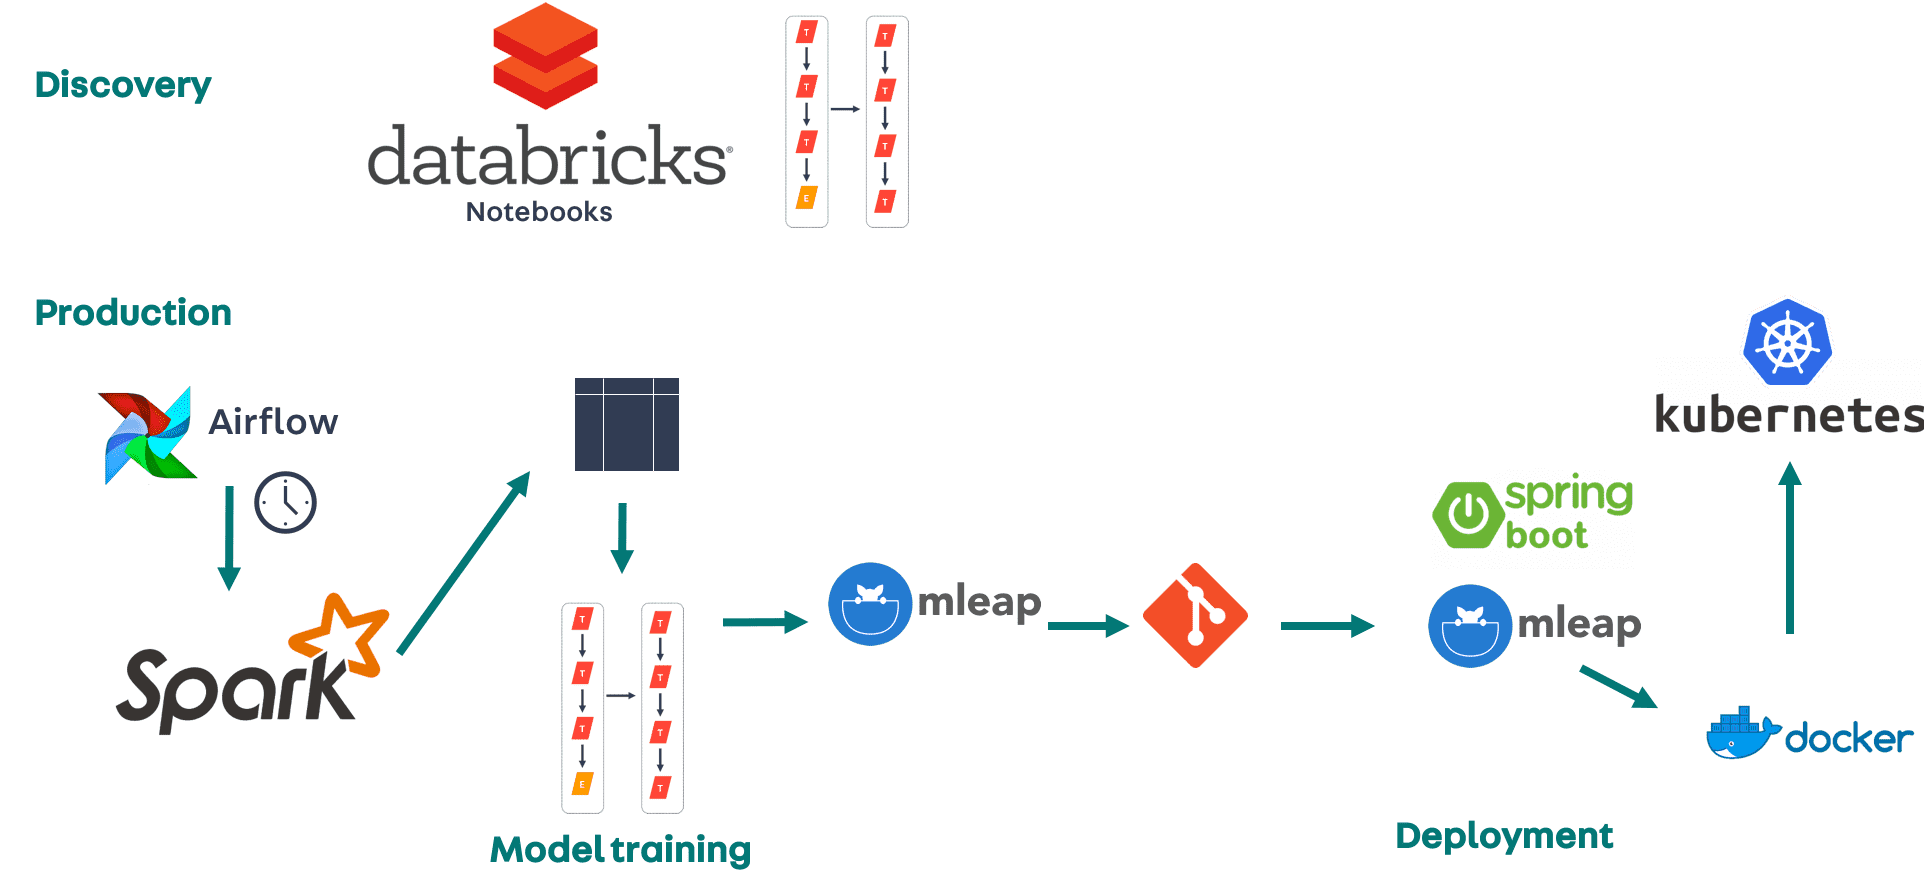 Discovery
databricks®
Notebooks
T
T
T
E
T
T
T
T
Production
Airflow
Spark
T
T
T
E
T
T
T
T
Model training
mleap
spring
boot
mleap
docker
kubernetes
Deployment